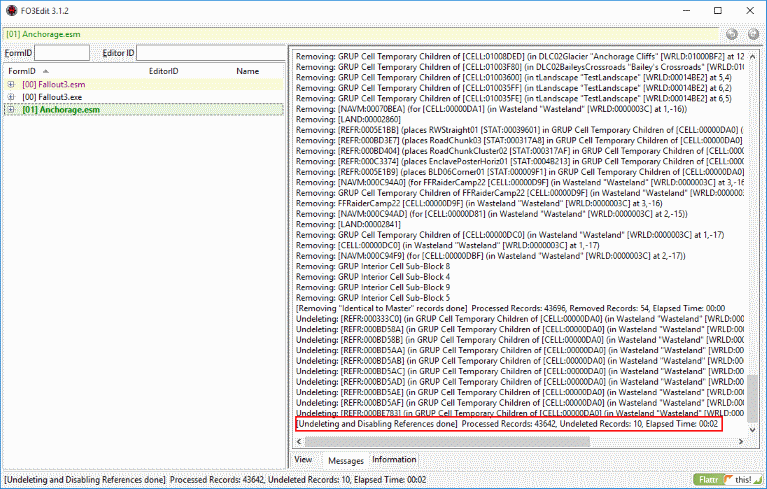 FO3Edit 3.1.2
[01] Anchorage.esm
FormID
Editor ID
FormID EditorID Name
[00] Fallout3.esm
[00] Fallout3.exe
[01] Anchorage.esm
Removing: GRUP Cell Temporary Children of [CELL:01008DED] (in DLC02Glacier "Anchorage Cliffs" [WRLD:01000BF2] at 12
Removing: GRUP Cell Temporary Children of [CELL:01003F80] (in DLC02BaileysCrossroads "Bailey's Crossroads" [WRLD:010
Removing: GRUP Cell Temporary Children of [CELL:01003600] (in tLandscape "TestLandscape" [WRLD:00014BE2] at 5,4)
Removing: GRUP Cell Temporary Children of [CELL:010035FF] (in tLandscape "TestLandscape" [WRLD:00014BE2] at 6,2)
Removing: GRUP Cell Temporary Children of [CELL:010035FE] (in tLandscape "TestLandscape" [WRLD:00014BE2] at 6,5)
Removing: [NAVM:00070BEA] (for [CELL:00000DA1] (in Wasteland "Wasteland" [WRLD:0000003C] at 1,-16))
Removing: [LAND:00002860]
Removing: [REFR:0005E1BB] (places RWStraight01 [STAT:00039601] in GRUP Cell Temporary Children of [CELL:00000DA0] (
Removing: [REFR:000BD3E7] (places RoadChunk03 [STAT:000317A8] in GRUP Cell Temporary Children of [CELL:00000DA0] (i
Removing: [REFR:000BD404] (places RoadChunkCluster02 [STAT:000317AF] in GRUP Cell Temporary Children of [CELL:0000
Removing: [REFR:000C3374] (places EnclavePosterHoriz01 [STAT:0004B213] in GRUP Cell Temporary Children of [CELL:000
Removing: [REFR:0005E1B9] (places BLD06Corner01 [STAT:000009F1] in GRUP Cell Temporary Children of [CELL:00000DA0]
Removing: [NAVM:000C94A0] (for FFRaiderCamp22 [CELL:00000D9F] (in Wasteland "Wasteland" [WRLD:0000003C] at 3,-16
Removing: GRUP Cell Temporary Children of FFRaiderCamp22 [CELL:00000D9F] (in Wasteland "Wasteland" [WRLD:000000
Removing: FFRaiderCamp22 [CELL:00000D9F] (in Wasteland "Wasteland" [WRLD:0000003C] at 3,-16)
Removing: [NAVM:000C94AD] (for [CELL:00000D81] (in Wasteland "Wasteland" [WRLD:0000003C] at 2,-15))
Removing: [LAND:00002841]
Removing: GRUP Cell Temporary Children of [CELL:00000DC0] (in Wasteland "Wasteland" [WRLD:0000003C] at 1,-17)
Removing: [CELL:00000DC0] (in Wasteland "Wasteland" [WRLD:0000003C] at 1,-17)
Removing: [NAVM:000C94F9] (for [CELL:00000DBF] (in Wasteland "Wasteland" [WRLD:0000003C] at 2,-17))
Removing: GRUP Interior Cell Sub-Block 8
Removing: GRUP Interior Cell Sub-Block 4
Removing: GRUP Interior Cell Sub-Block 9
Removing: GRUP Interior Cell Sub-Block 5
[Removing "Identical to Master" records done] Processed Records: 43696, Removed Records: 54, Elapsed Time: 00:00
Undeleting: [REFR:000333C0] (in GRUP Cell Temporary Children of [CELL:00000DA0] (in Wasteland "Wasteland" [WRLD:00
Undeleting: [REFR:000BD58A] (in GRUP Cell Temporary Children of [CELL:00000DA0] (in Wasteland "Wasteland" [WRLD:00
Undeleting: [REFR:000BD58B] (in GRUP Cell Temporary Children of [CELL:00000DA0] (in Wasteland "Wasteland" [WRLD:00
Undeleting: [REFR:000BD5AA] (in GRUP Cell Temporary Children of [CELL:00000DA0] (in Wasteland "Wasteland" [WRLD:00
Undeleting: [REFR:000BD5AB] (in GRUP Cell Temporary Children of [CELL:00000DA0] (in Wasteland "Wasteland" [WRLD:00
Undeleting: [REFR:000BD5AC] (in GRUP Cell Temporary Children of [CELL:00000DA0] (in Wasteland "Wasteland" [WRLD:00
Undeleting: [REFR:000BD5AD] (in GRUP Cell Temporary Children of [CELL:00000DA0] (in Wasteland "Wasteland" [WRLD:00
Undeleting: [REFR:000BD5AE] (in GRUP Cell Temporary Children of [CELL:00000DA0] (in Wasteland "Wasteland" [WRLD:00
Undeleting: [REFR:000BD5AF] (in GRUP Cell Temporary Children of [CELL:00000DA0] (in Wasteland "Wasteland" [WRLD:00
Undeleting: [REFR:000BE783] (in GRUP Cell Temporary Children of [CELL:00000DA0] (in Wasteland "Wasteland" [WRLD:00
[Undeleting and Disabling References done] Processed Records: 43642, Undeleted Records: 10, Elapsed Time: 00:02
View Messages Information
[Undeleting and Disabling References done] Processed Records: 43642, Undeleted Records: 10, Elapsed Time: 00:02
Flattr this!